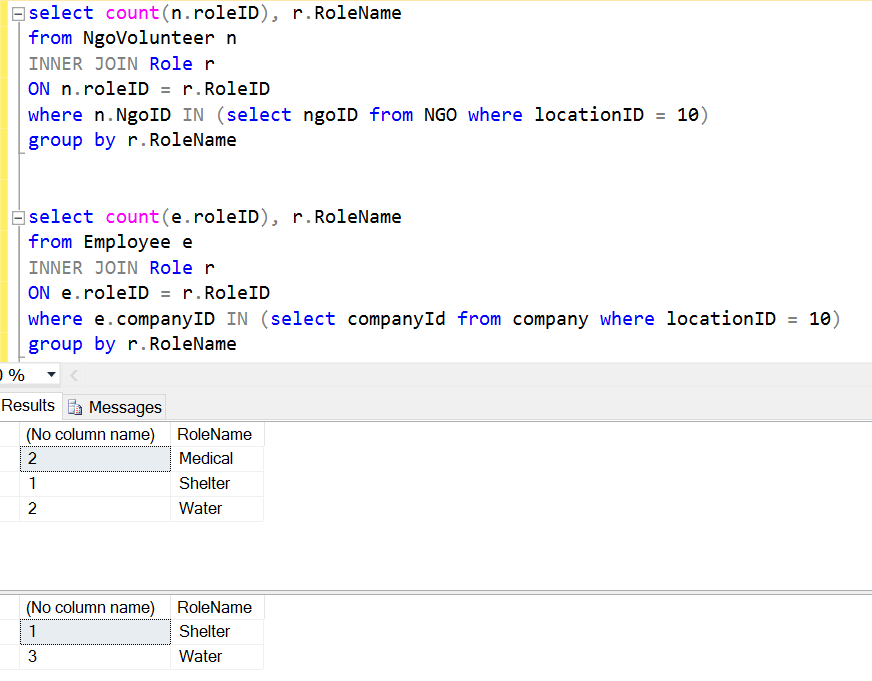 select count(n.roleID), r.RoleName
from NgoVolunteer n
INNER JOIN Role r
ON n.roleID = r.RoleID
where n.NgoID IN (select ngoID from NGO where locationID = 10)
group by r.RoleName
select count(e.roleID), r.RoleName
from Employee e
INNER JOIN Role r
ON e.roleID = r.RoleID
where e.companyID IN (select companyId from company where locationID = 10)
group by r.RoleName
0 %
Results Messages
(No column name) RoleName
2 Medical
1 Shelter
2 Water
(No column name) RoleName
1 Shelter
3 Water